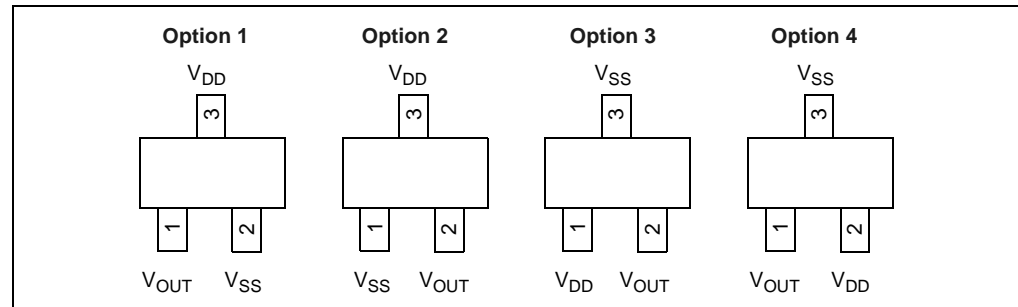 Option 1 Option 2 Option 3 Option 4
VDD VDD VSS VSS
3 3 3 3
1 2 1 2 1 2 1 2
VOUT VSS VSS VOUT VDD VOUT VOUT VDD